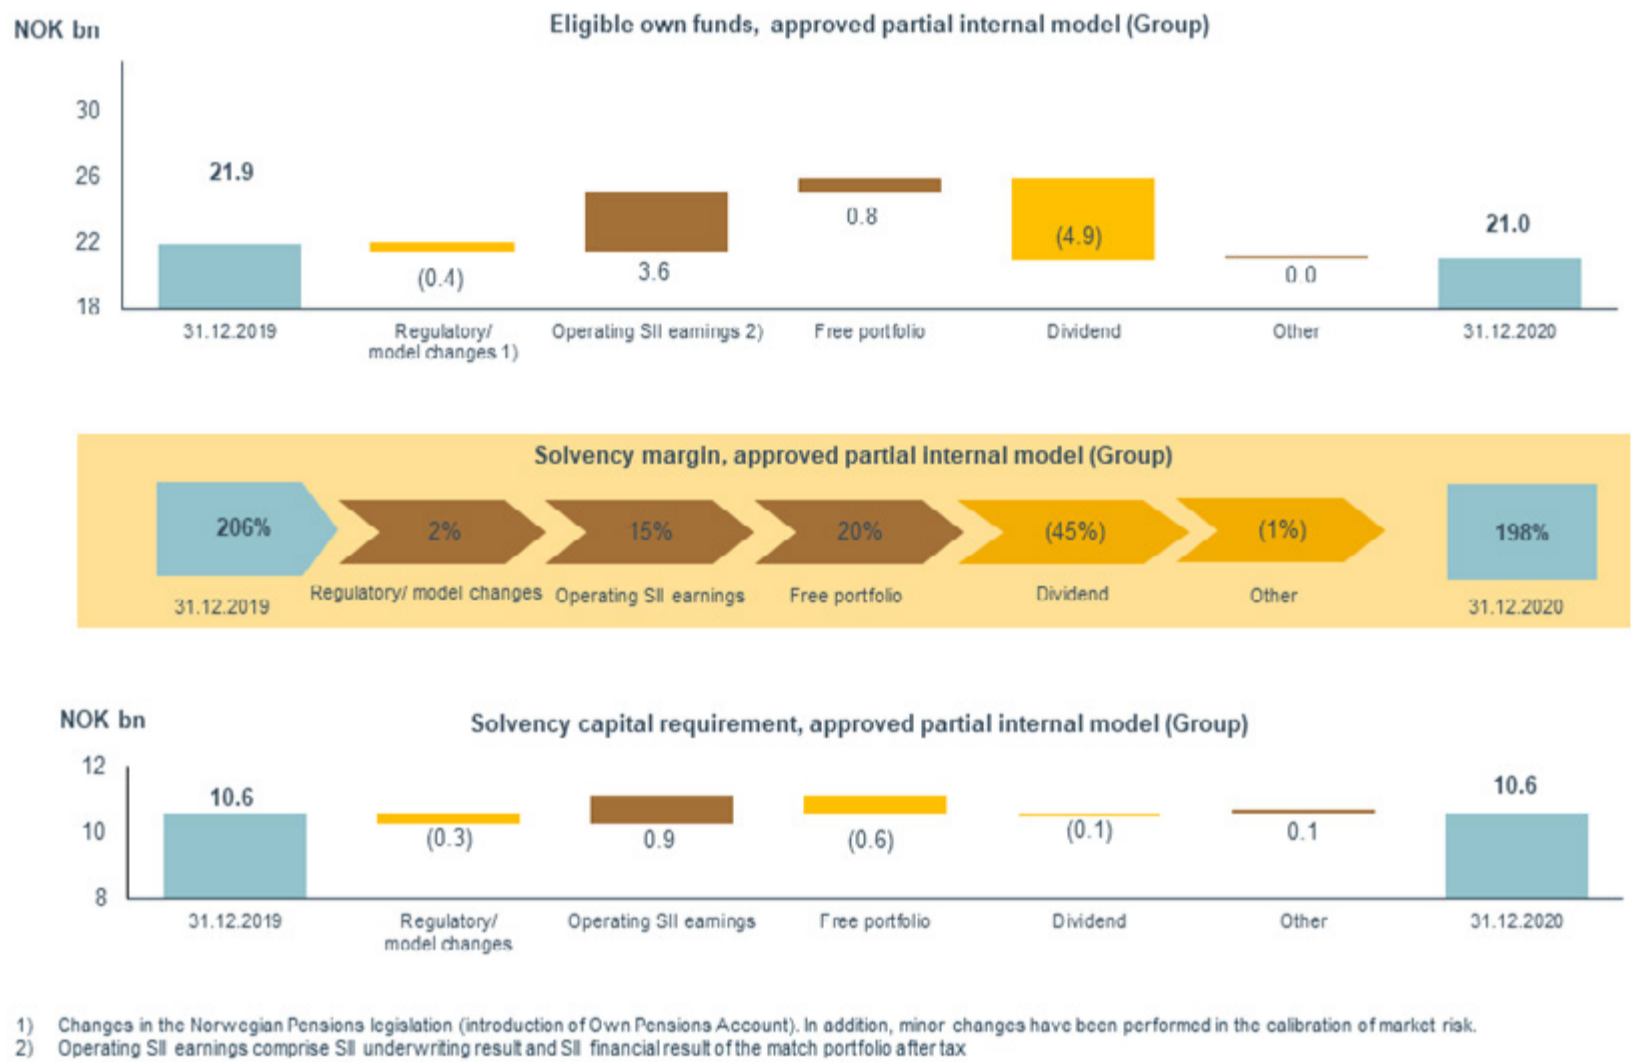 NOK bn
Eligible own funds, approved partial internal model (Group)
30
26
22
18
21.9
(0.4)
3.6
0.8
(4.9)
0.0
21.0
31.12.2019
Regulatory/
model changes 1)
Operating SII earnings 2)
Free portfolio
Dividend
Other
31.12.2020
Solvency margin, approved partial internal model (Group)
206%
2%
15%
20%
(45%)
(1%)
198%
31.12.2019
Regulatory/ model changes
Operating SII earnings
Free portfolio
Dividend
Other
31.12.2020
NOK bn
Solvency capital requirement, approved partial internal model (Group)
12
10
8
10.6
(0.3)
0.9
(0.6)
(0.1)
0.1
10.6
31.12.2019
Regulatory/
model changes
Operating SII earnings
Free portfolio
Dividend
Other
31.12.2020
1) Changes in the Norwegian Pensions legislation (introduction of Own Pensions Account). In addition, minor changes have been performed in the calibration of market risk.
2) Operating SII earnings comprise SII underwriting result and SII financial result of the match portfolio after tax